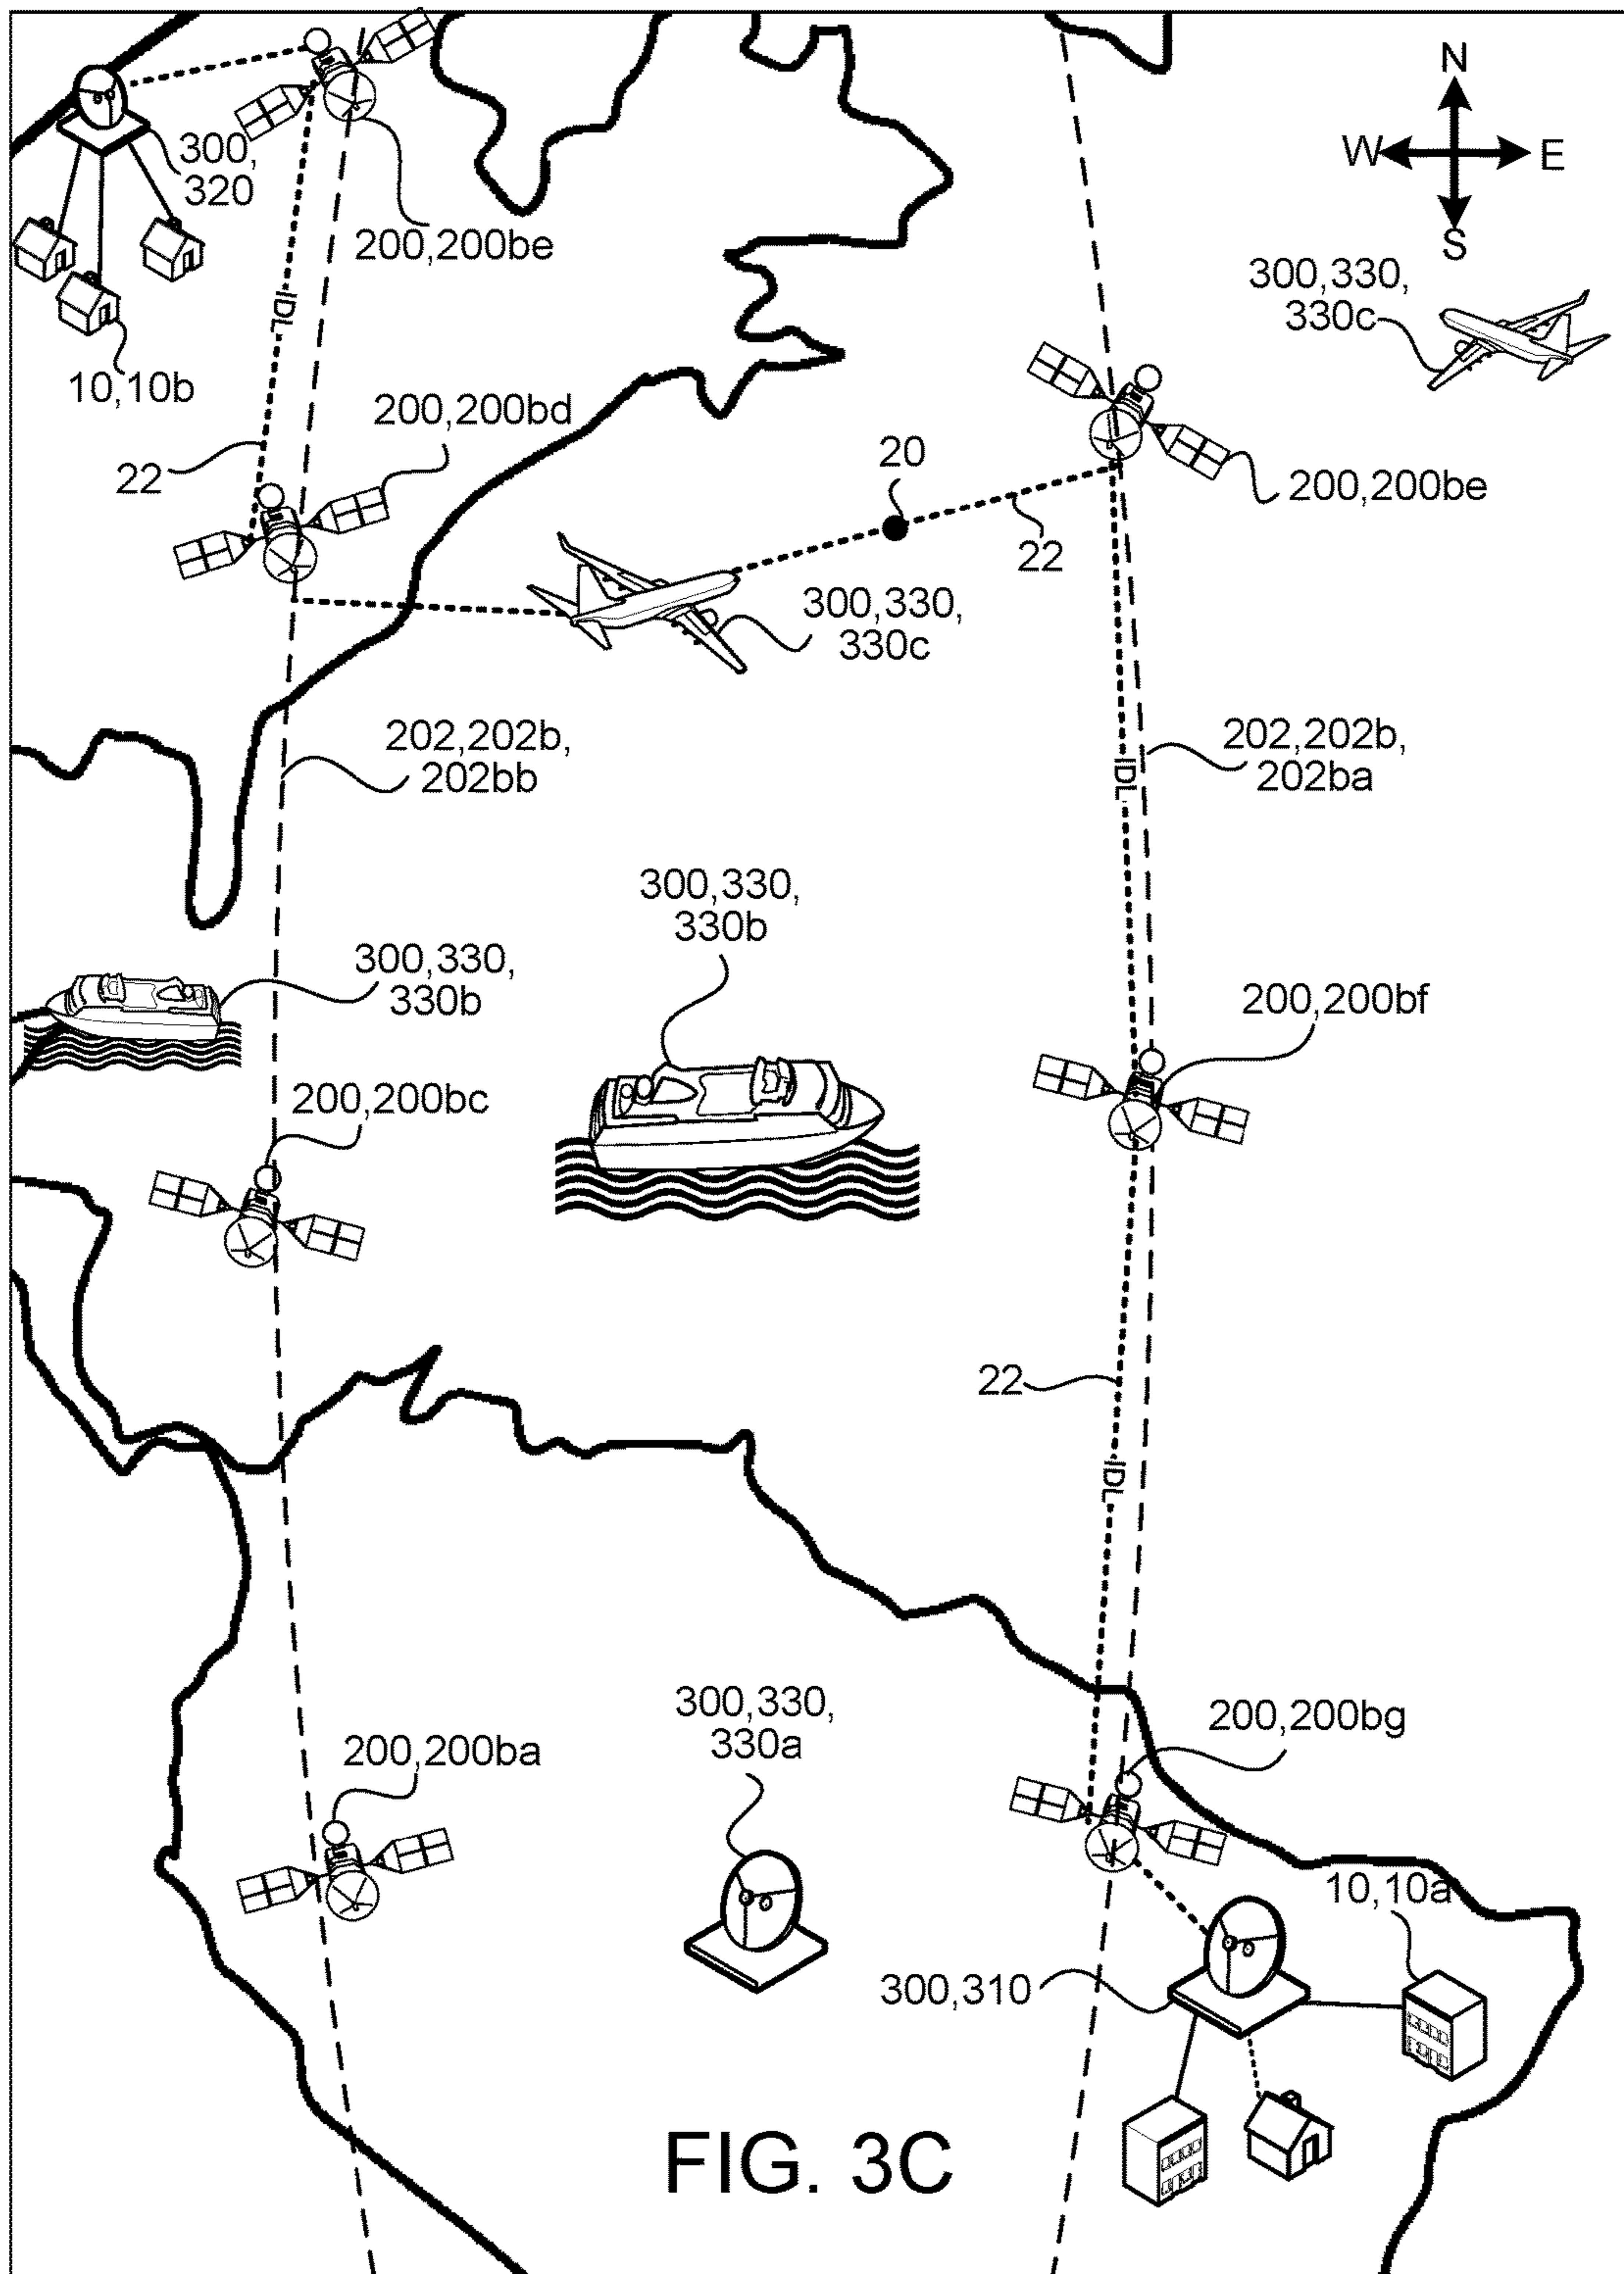 N
W
E
S
300,
320
200,200be
10,10b
IDL
22
200,200bd
300,330,
330c
20
200,200be
22
300,330,
330c
202,202b,
202bb
IDL
202,202b,
202ba
300,330,
330b
300,330,
330b
200,200bf
200,200bc
22
IDL
300,330,
330a
200,200bg
200,200ba
10,10a
300,310
FIG. 3C